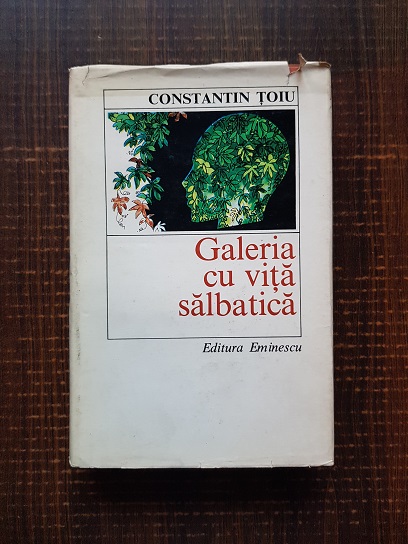 CONSTANTIN ȚOIU
Galeria
cu viță
sălbatică
Editura Eminescu